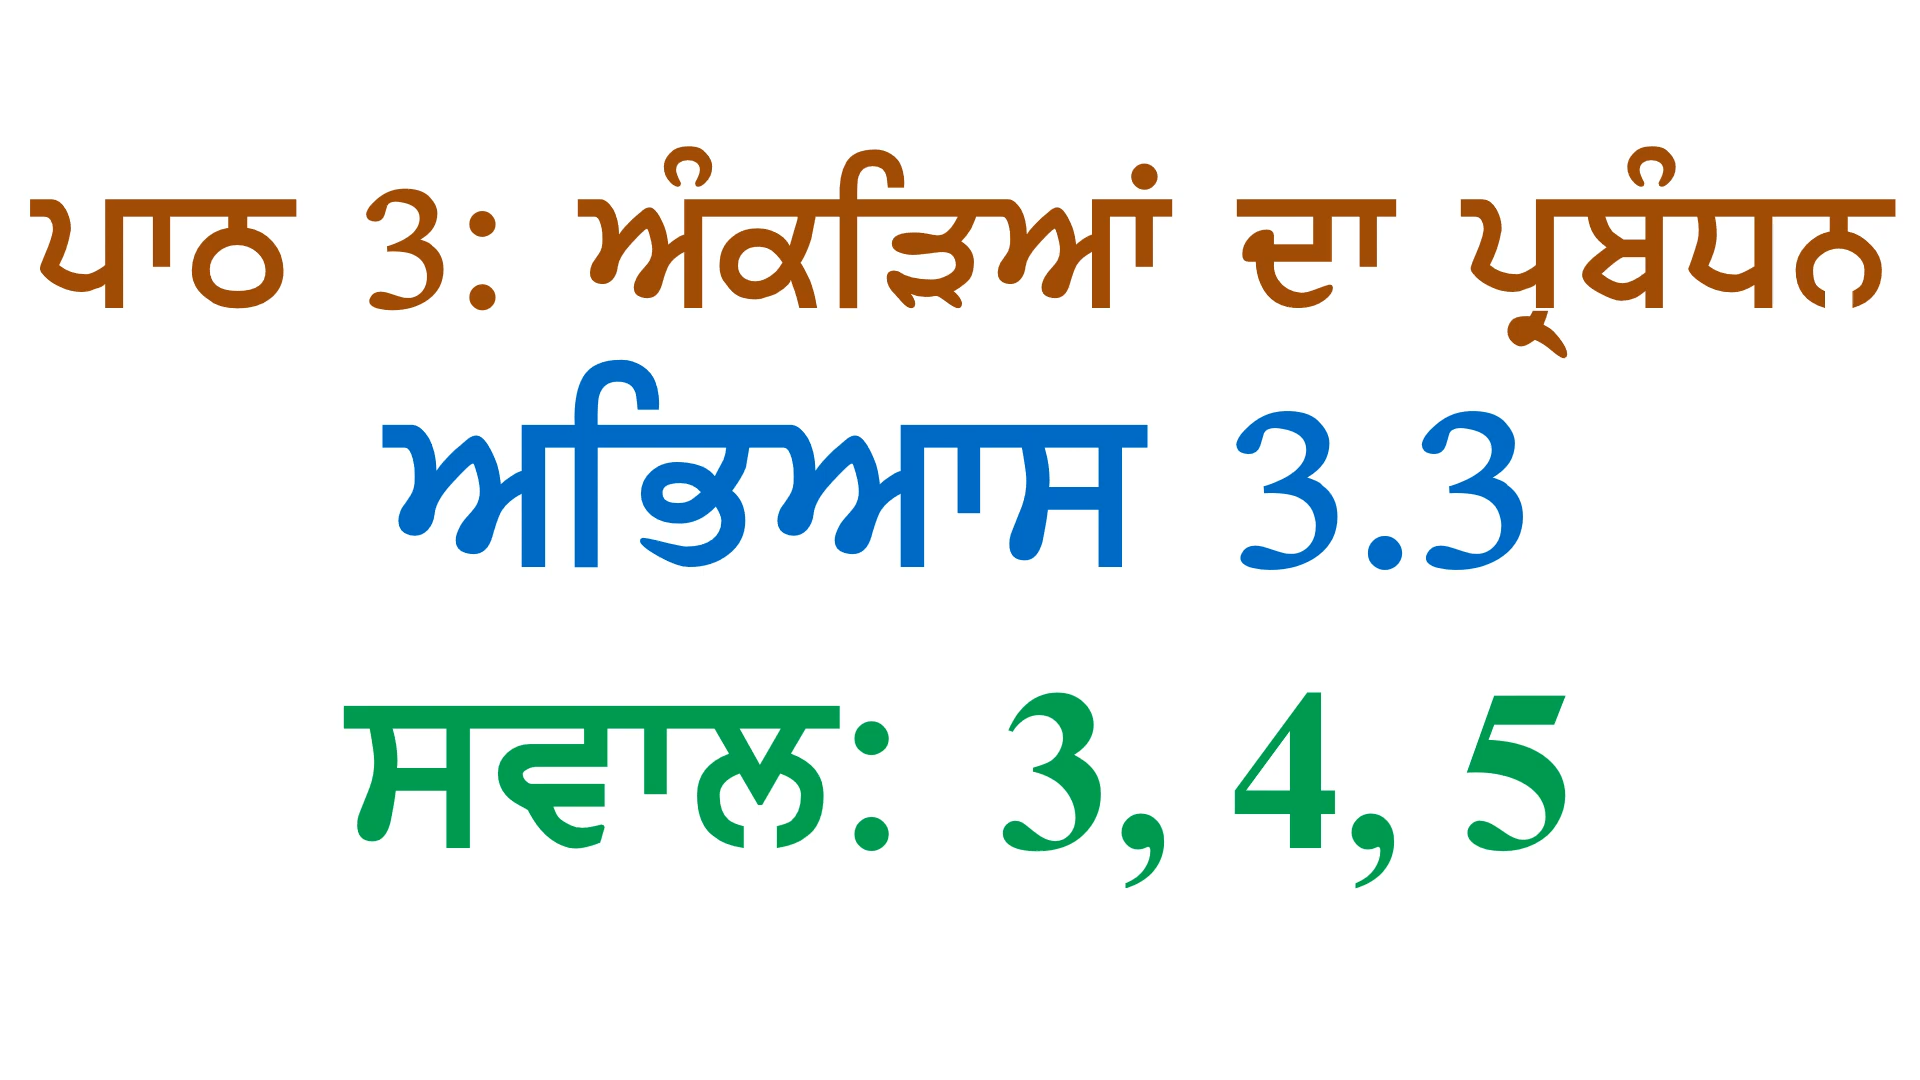 ਪਾਠ 3: ਅੰਕੜਿਆਂ ਦਾ ਪ੍ਰਬੰਧਨ
ਅਭਿਆਸ 3.3
ਸਵਾਲ: 3, 4, 5